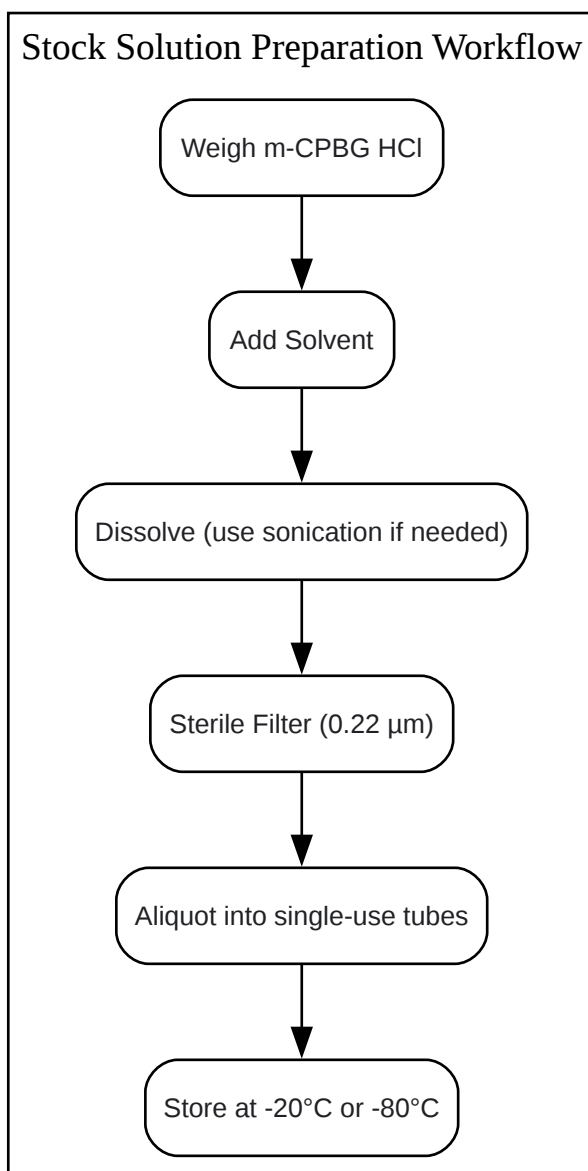 Stock Solution Preparation Workflow
Weigh m-CPBG HCl
Add Solvent
Dissolve (use sonication if needed)
Sterile Filter (0.22 µm)
Aliquot into single-use tubes
Store at -20°C or -80°C